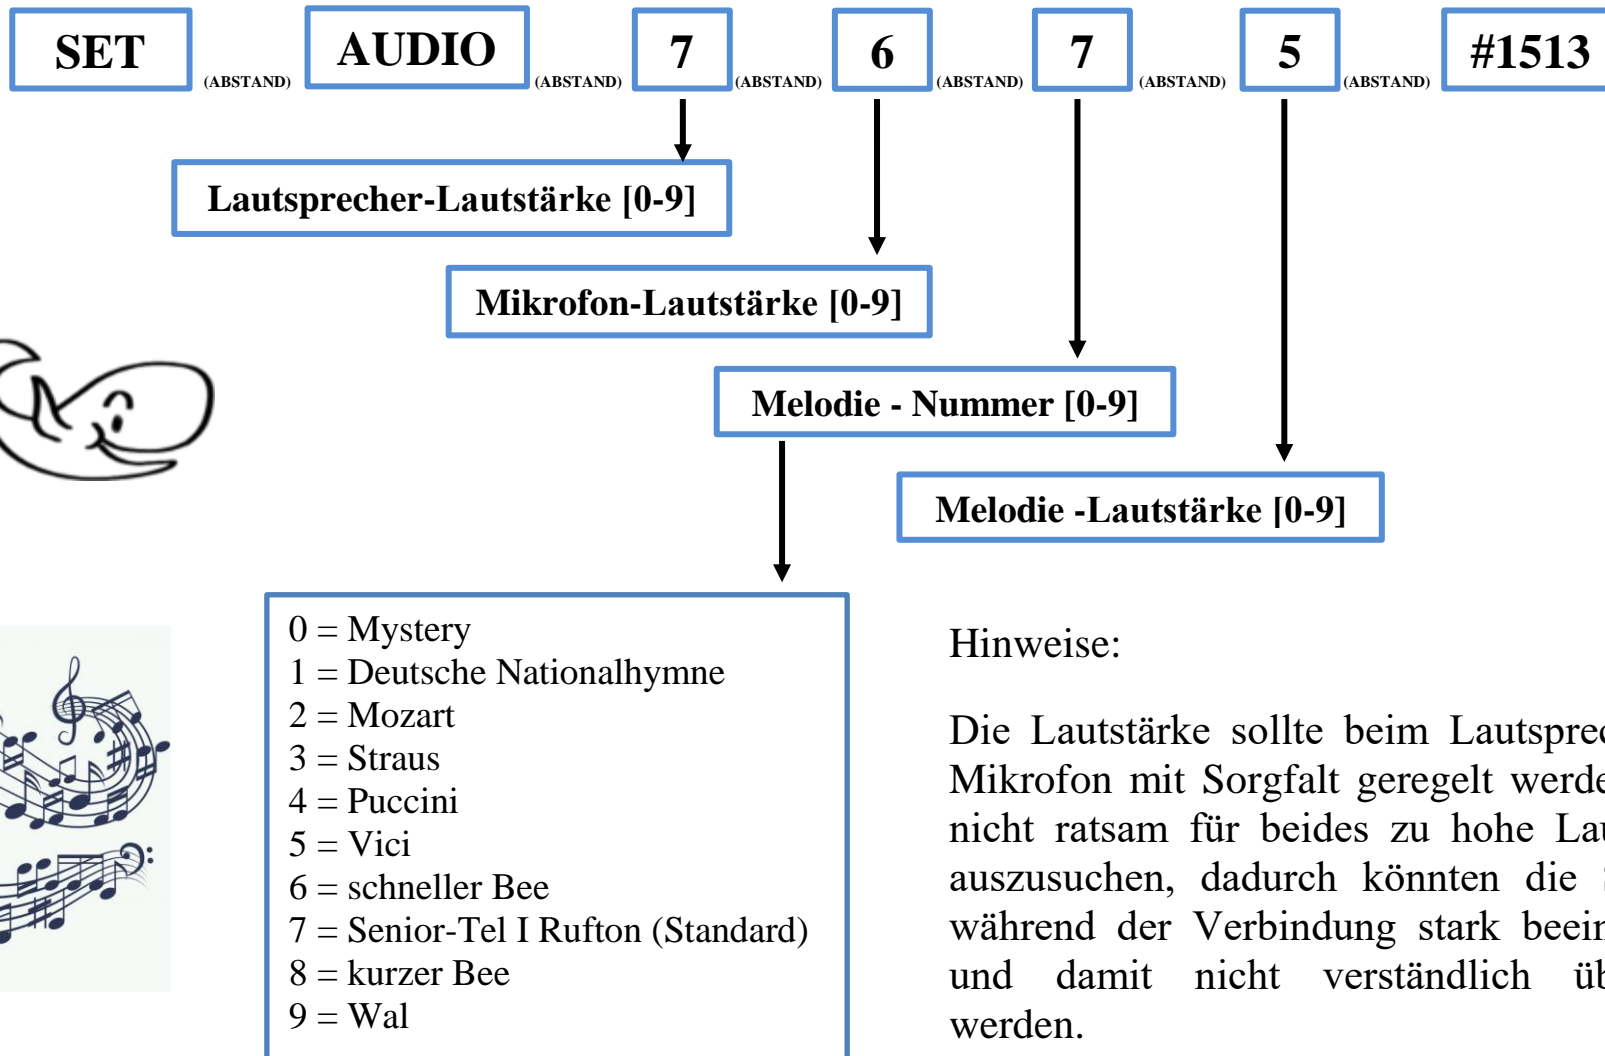 SET (ABSTAND) AUDIO (ABSTAND) 7 (ABSTAND) 6 (ABSTAND) 7 (ABSTAND) 5 (ABSTAND) #1513
Lautsprecher-Lautstärke [0-9]
Mikrofon-Lautstärke [0-9]
Melodie - Nummer [0-9]
Melodie -Lautstärke [0-9]
0 = Mystery
1 = Deutsche Nationalhymne
2 = Mozart
3 = Straus
4 = Puccini
5 = Vici
6 = schneller Bee
7 = Senior-Tel I Rufton (Standard)
8 = kurzer Bee
9 = Wal
Hinweise:
Die Lautstärke sollte beim
Mikrofon mit Sorgfalt geregelt
nicht ratsam für beides zu hohe
auszusuchen, dadurch könnten die
während der Verbindung stark
und damit nicht verständlich
werden.